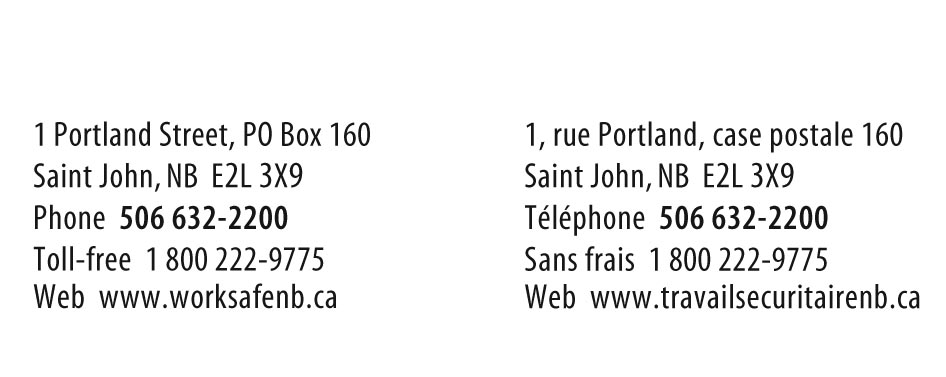 1 Portland Street, PO Box 160
Saint John, NB  E2L 3X9
Phone  506 632-2200
Toll-free  1 800 222-9775
Web  www.worksafenb.ca
1, rue Portland, case postale 160
Saint John, NB  E2L 3X9
Téléphone  506 632-2200
Sans frais  1 800 222-9775
Web  www.travailsecuritairenb.ca